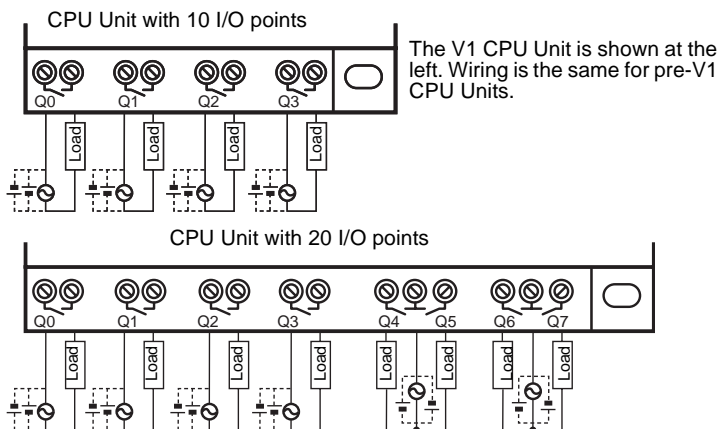 CPU Unit with 10 I/O points
The V1 CPU Unit is shown at the
left. Wiring is the same for pre-V1
CPU Units.
Q0 Q1 Q2 Q3
Load Load Load Load
CPU Unit with 20 I/O points
Q0 Q1 Q2 Q3 Q4 Q5 Q6 Q7
Load Load Load Load Load Load Load Load